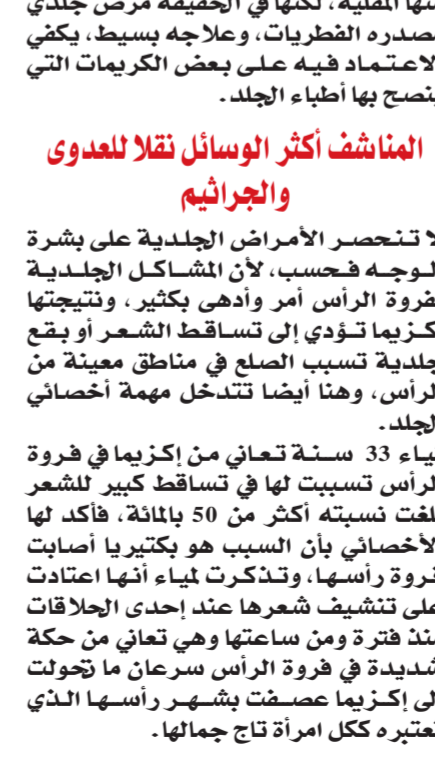 منها المقلية، لكنها في الحقيقة مرض جلدي
مصدره الفطريات، وعلاجه بسيط، يكفي
الاعتماد فيه على بعض الكريمات التي
ينصح بها أطباء الجلد.
المناشف أكثر الوسائل نقلا للعدوى
والجراثيم
لا تنحصر الأمراض الجلدية على بشرة
الوجه فحسب، لأن المشاكل الجلدية
لفروة الرأس أمر وأدهى بكثير، ونتيجتها
إكزيما تؤدي إلى تساقط الشعر أو بقع
جلدية تسبب الصلع في مناطق معينة من
الرأس، وهنا أيضا تتدخل مهمة أخصائي
الجلد.
لمياء 33 سنة تعاني من إكزيما في فروة
الرأس تسببت لها في تساقط كبير للشعر
بلغت نسبته أكثر من 50 بالمائة، فأكد لها
الأخصائي بأن السبب هو بكتيريا أصابت
فروة رأسها، وتذكرت لمياء أنها اعتادت
على تنشيف شعرها عند إحدى الحلاقات
منذ فترة ومن ساعتها وهي تعاني من حكة
شديدة في فروة الرأس سرعان ما تحولت
إلى إكزيما عصفت بشهر رأسها الذي
تعتبره ككل امرأة تاج جمالها.